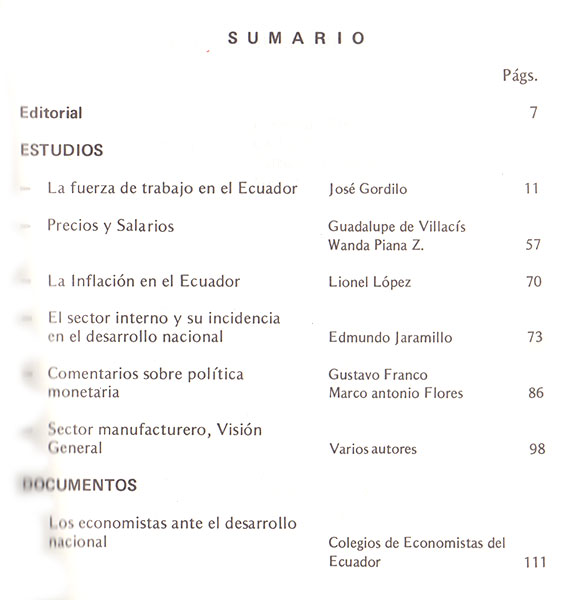 SUMARIO
Págs.
Editorial 7
ESTUDIOS
— La fuerza de trabajo en el Ecuador José Gordilo 11
— Precios y Salarios Guadalupe de Villacís
Wanda Piana Z. 57
— La Inflación en el Ecuador Lionel López 70
— El sector interno y su incidencia
en el desarrollo nacional Edmundo Jaramillo 73
— Comentarios sobre política Gustavo Franco
monetaria Marco antonio Flores 86
— Sector manufacturero, Visión
General Varios autores 98
DOCUMENTOS
Los economistas ante el desarrollo
nacional Colegios de Economistas del
Ecuador 111